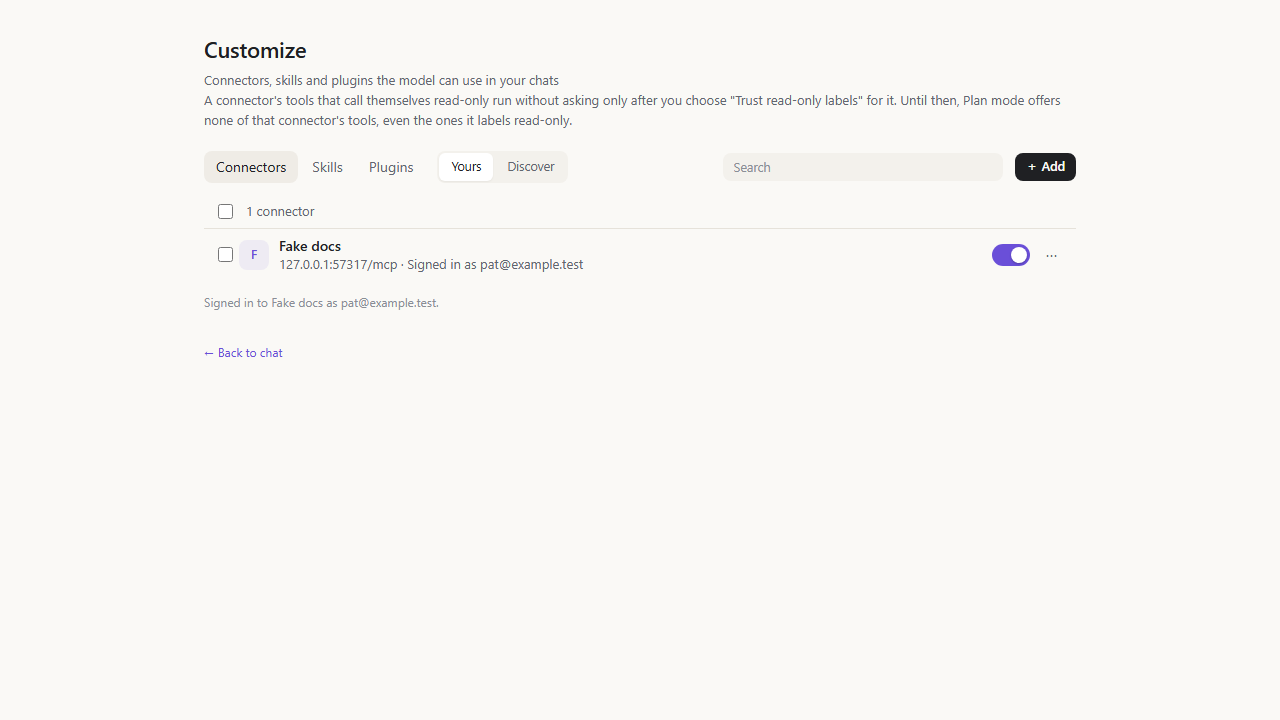 Customize
Connectors, skills and plugins the model can use in your chats
A connector's tools that call themselves read-only run without asking only after you choose "Trust read-only labels" for it. Until then, Plan mode offers
none of that connector's tools, even the ones it labels read-only.
Connectors Skills Plugins Yours Discover Search + Add
1 connector
F Fake docs
127.0.0.1:57317/mcp · Signed in as pat@example.test
...
Signed in to Fake docs as pat@example.test.
← Back to chat